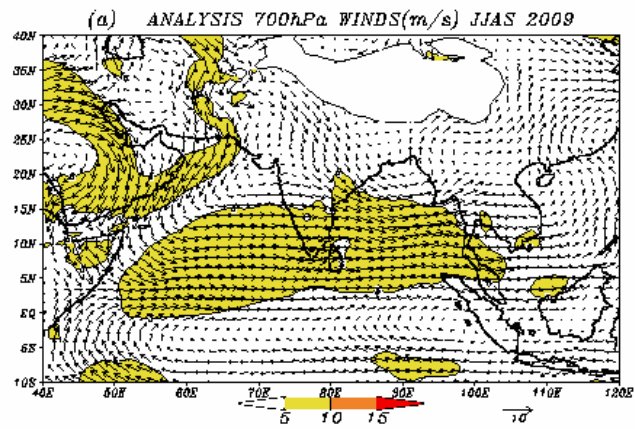 (a) ANALYSIS 700hPa WINDS(m/s) JJAS 2009
40N
35N
30N
25N
20N
15N
10N
5N
EQ
5S
10S
40E 50E 60E 70E 80E 90E 100E 110E 120E
5 10 15
10